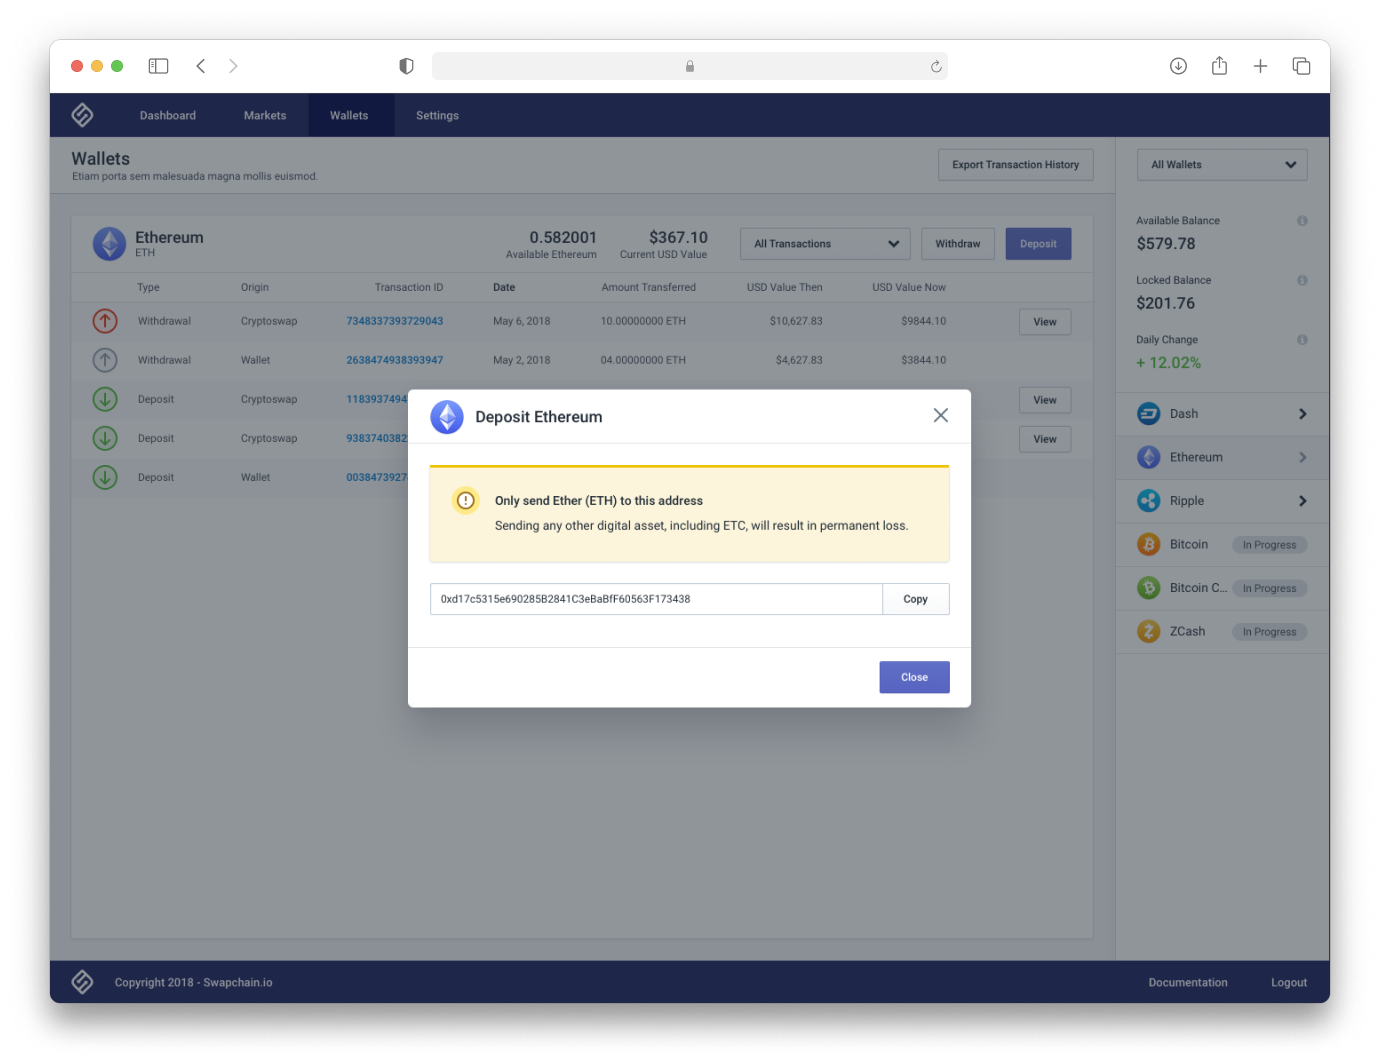 Dashboard Markets Wallets Settings
Wallets
Etiam porta sem malesuada magna mollis euismod.
Export Transaction History
All Wallets
Ethereum
ETH
0.582001
Available Ethereum
$367.10
Current USD Value
All Transactions
Withdraw
Deposit
Type Origin Transaction ID Date Amount Transferred USD Value Then USD Value Now
Withdrawal Cryptoswap 7348337393729043 May 6, 2018 10.00000000 ETH $10,627.83 $9844.10 View
Withdrawal Wallet 2638474938393947 May 2, 2018 04.00000000 ETH $4,627.83 $3844.10
Deposit Cryptoswap 118393749 View
Deposit Cryptoswap 938374038 View
Deposit Wallet 003847392
Deposit Ethereum
Only send Ether (ETH) to this address
Sending any other digital asset, including ETC, will result in permanent loss.
0xd17c5315e690285B2841C3eBaBfF60563F173438
Copy
Close
Available Balance
$579.78
Locked Balance
$201.76
Daily Change
+ 12.02%
Dash
Ethereum
Ripple
Bitcoin In Progress
Bitcoin C... In Progress
ZCash In Progress
Copyright 2018 - Swapchain.io
Documentation Logout